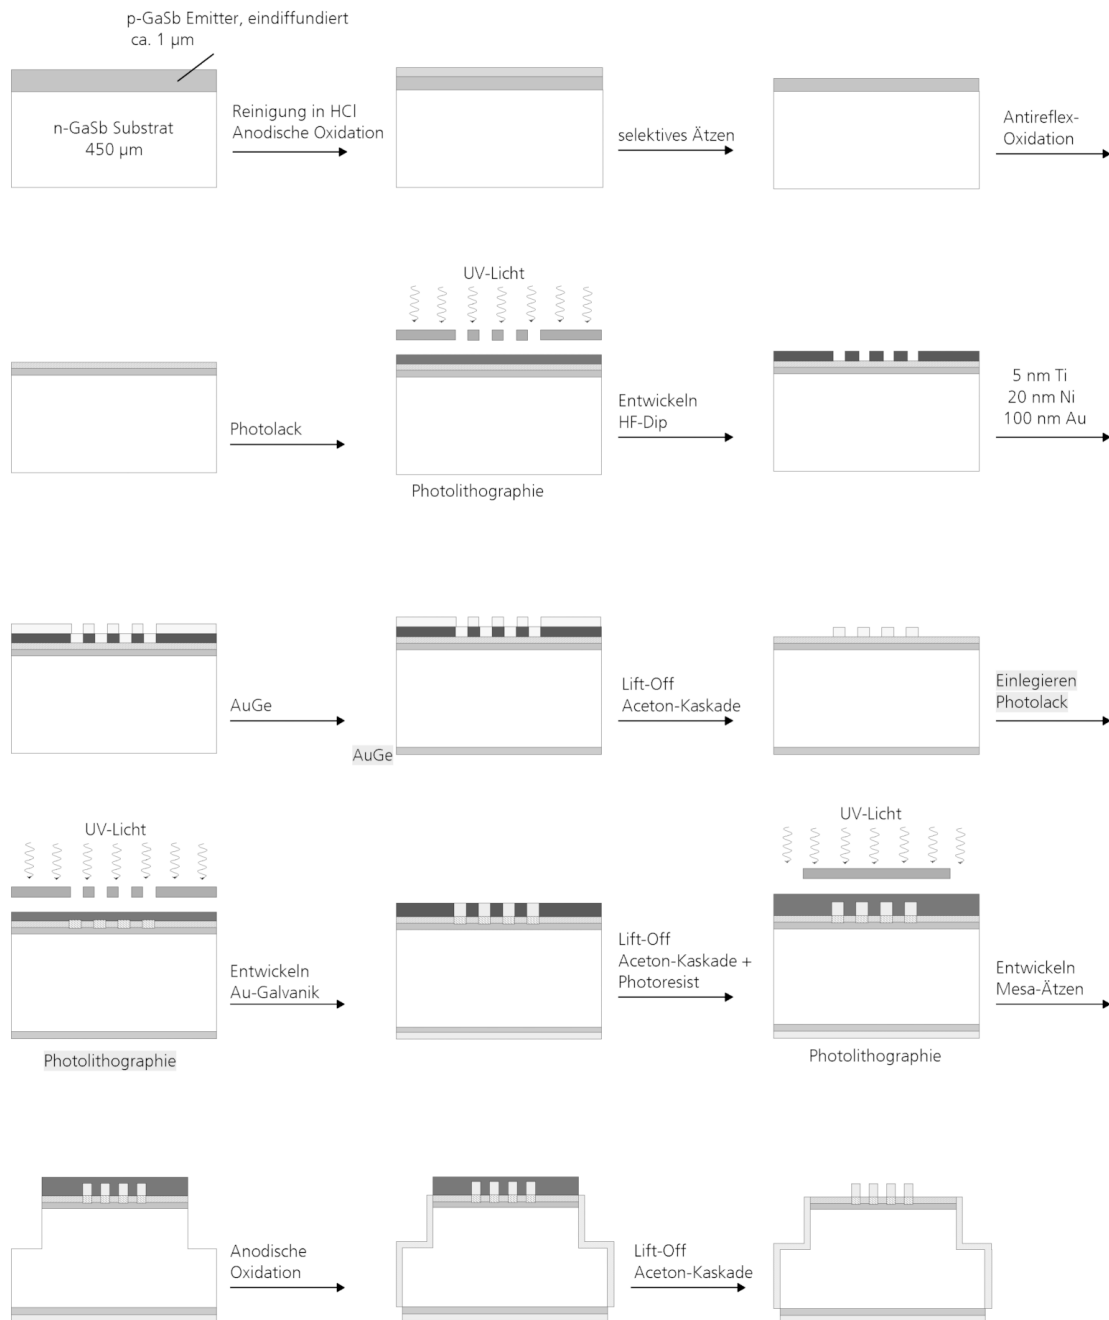 p-GaSb Emitter, eindiffundiert
ca. 1 µm
n-GaSb Substrat
450 µm
Reinigung in HCl
Anodische Oxidation
selektives Ätzen
Antireflex-
Oxidation
UV-Licht
Photolack
Entwickeln
HF-Dip
5 nm Ti
20 nm Ni
100 nm Au
Photolithographie
AuGe
AuGe
Lift-Off
Aceton-Kaskade
Einlegieren
Photolack
UV-Licht
UV-Licht
Entwickeln
Au-Galvanik
Lift-Off
Aceton-Kaskade +
Photoresist
Entwickeln
Mesa-Ätzen
Photolithographie
Photolithographie
Anodische
Oxidation
Lift-Off
Aceton-Kaskade